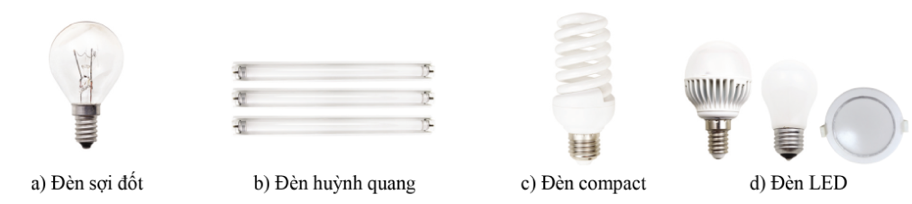 a) Đèn sợi đốt b) Đèn huỳnh quang c) Đèn compact d) Đèn LED